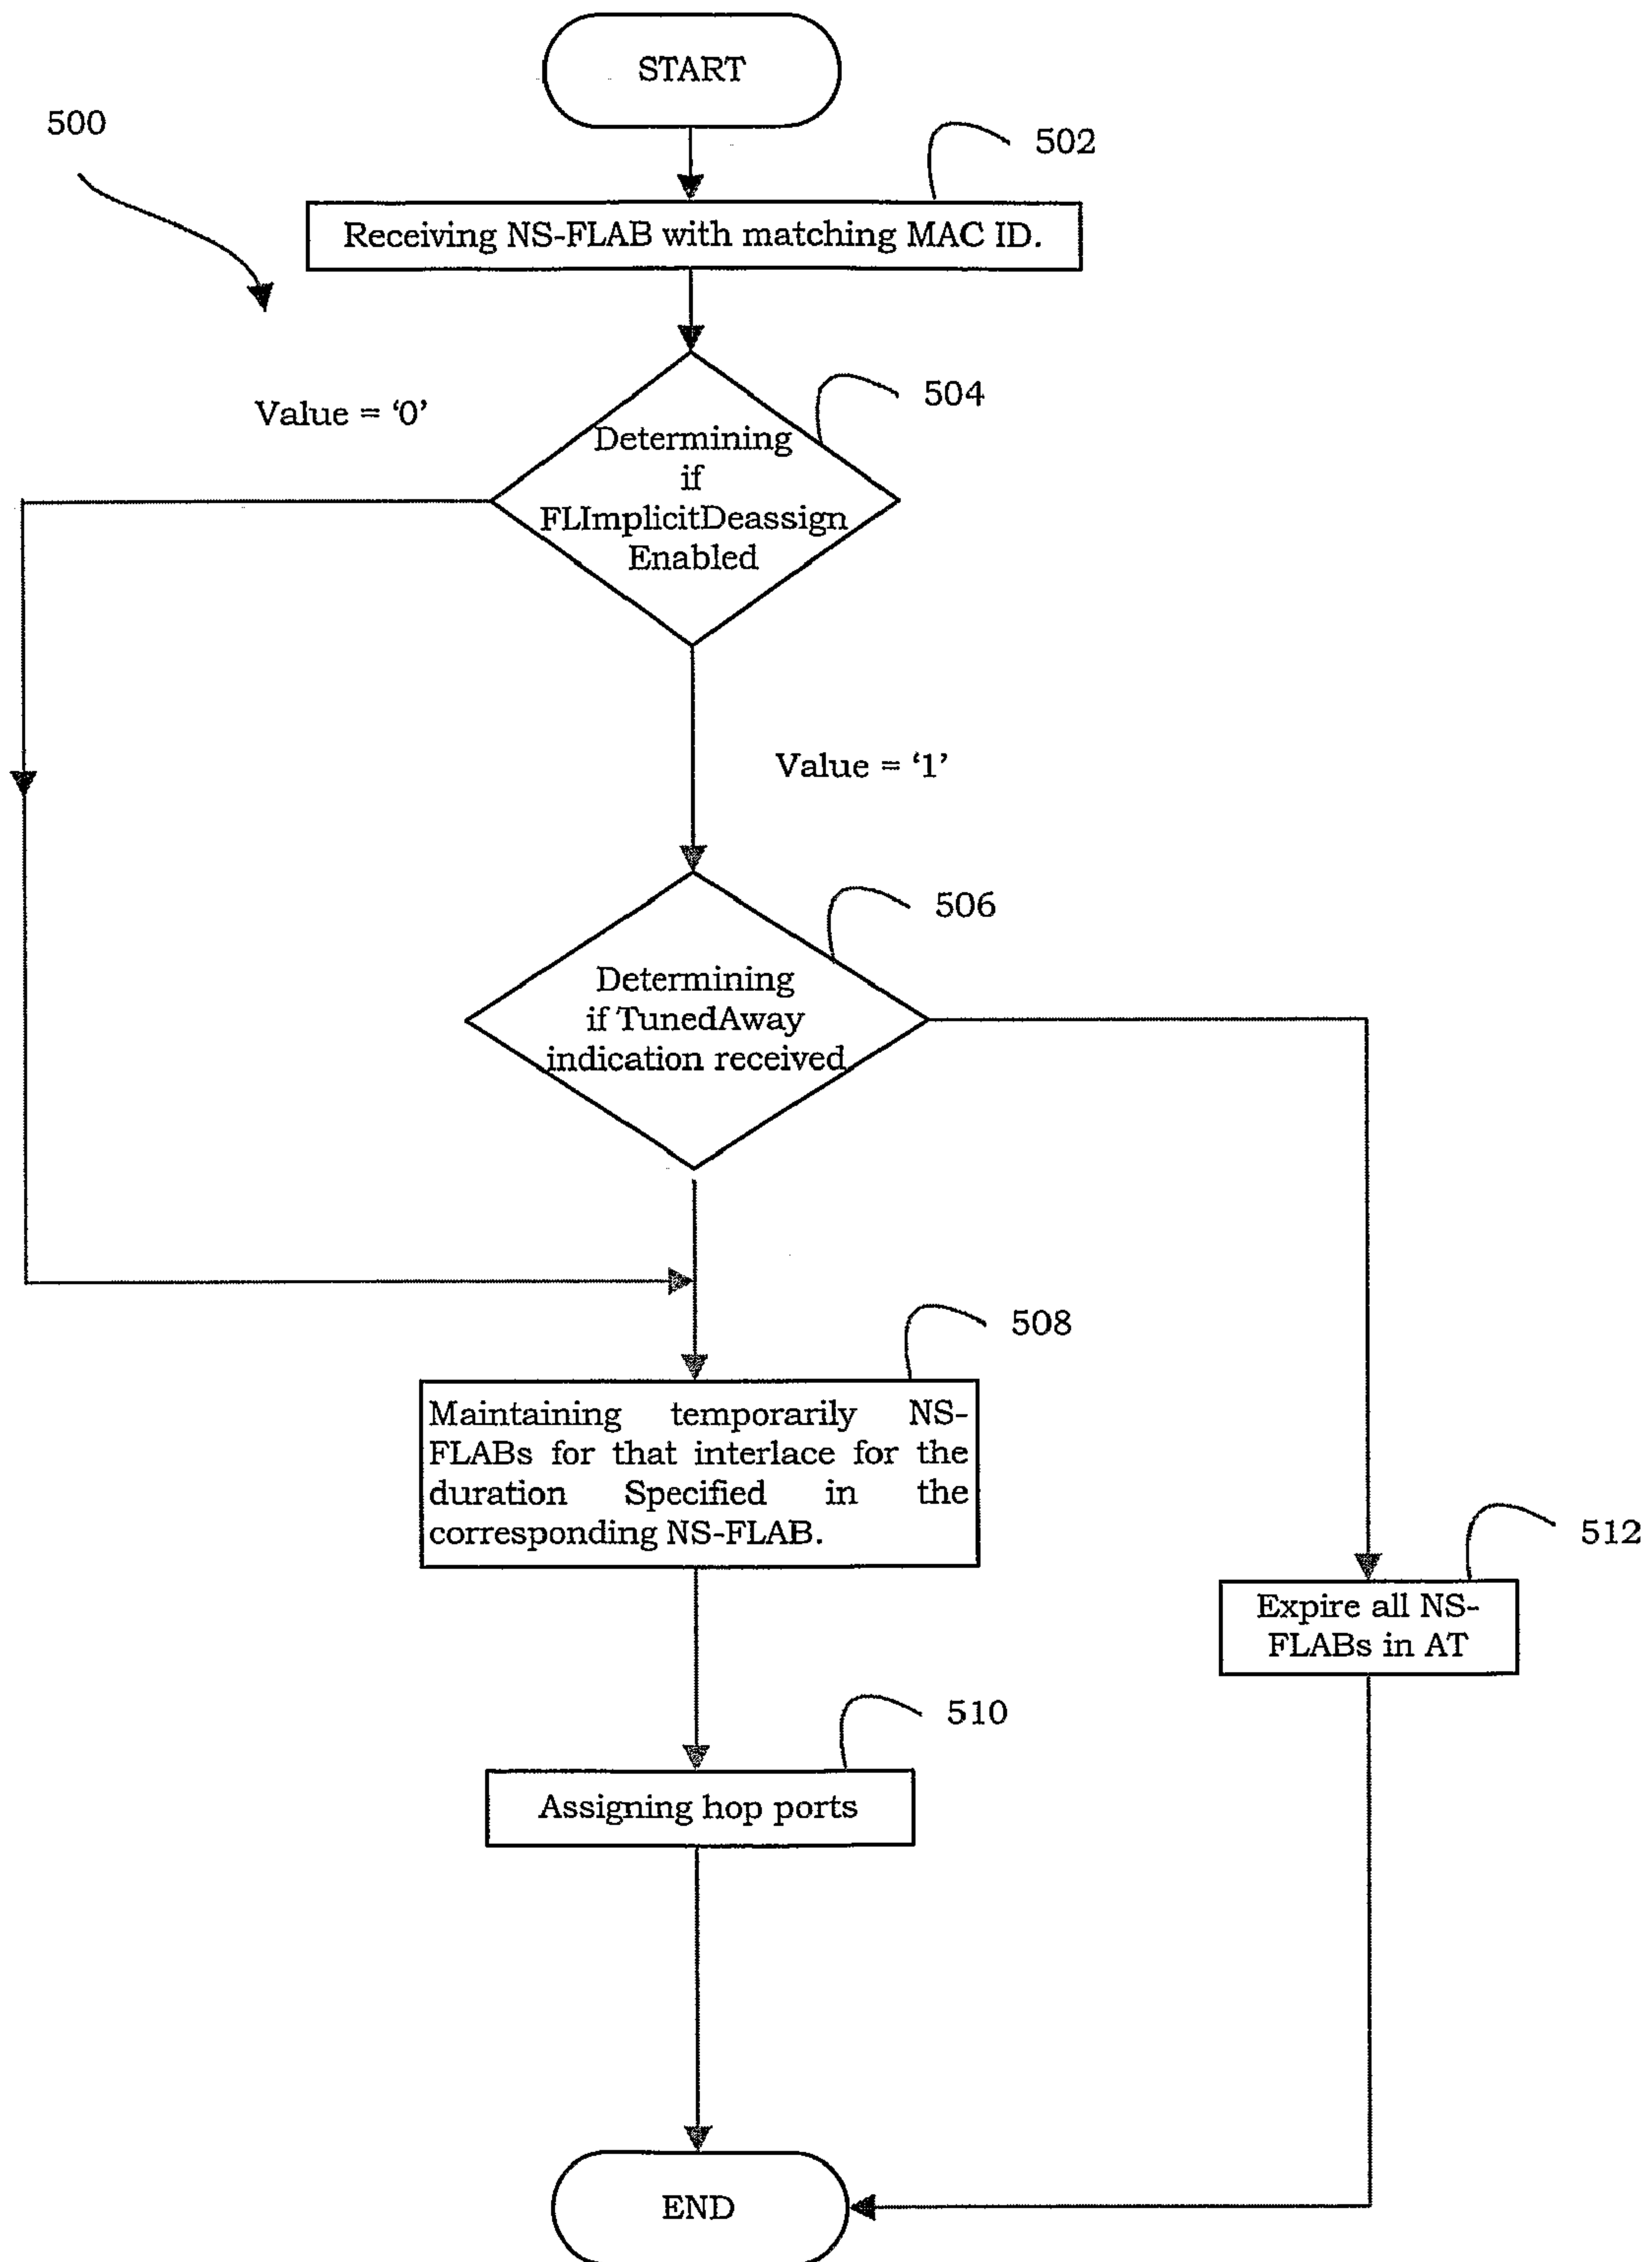 START
500
502
Receiving NS-FLAB with matching MAC ID.
Value = ‘0’
504
Determining
if
FLImplicitDeassign
Enabled
Value = ‘1’
506
Determining
if TunedAway
indication received
508
Maintaining temporarily NS-
FLABs for that interlace for the
duration Specified in the
corresponding NS-FLAB.
512
Expire all NS-
FLABs in AT
510
Assigning hop ports
END